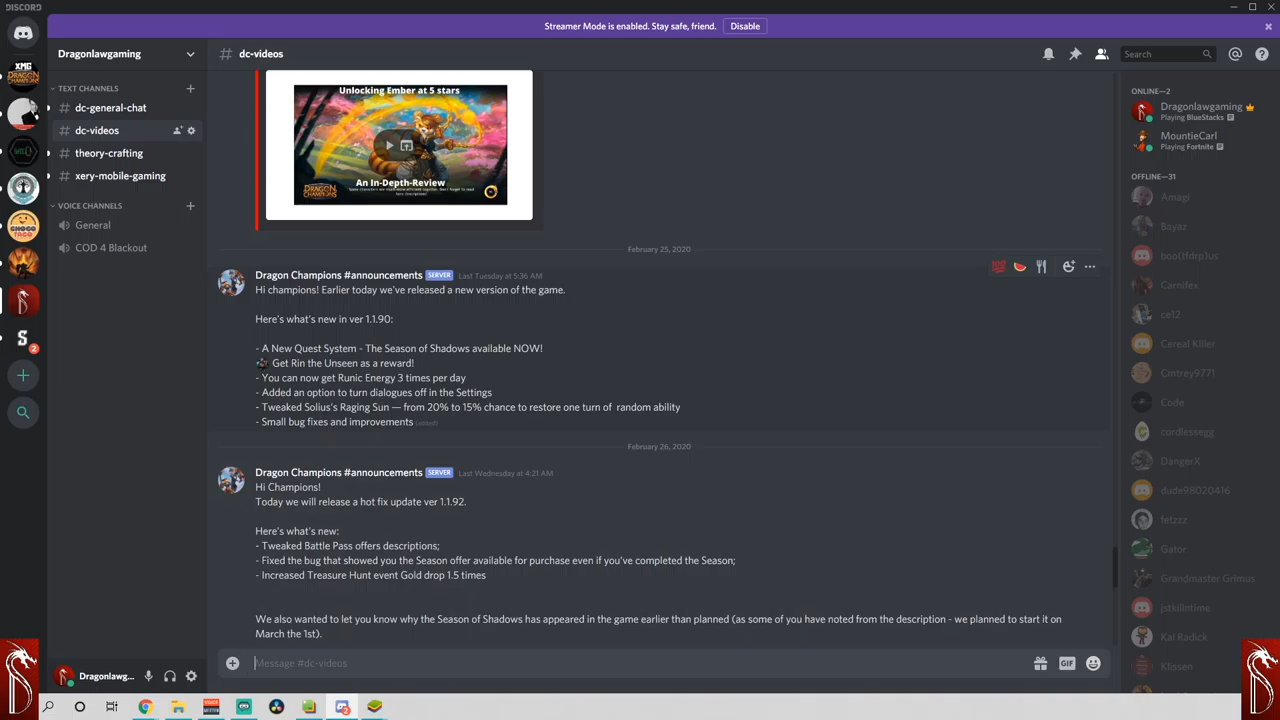 DISCORD
Streamer Mode is enabled. Stay safe, friend. Disable
Dragonlawgaming
# dc-videos
Search
TEXT CHANNELS
# dc-general-chat
# dc-videos
# theory-crafting
# xery-mobile-gaming
VOICE CHANNELS
General
COD 4 Blackout
XMG
CHOCO
TACO
S
2
Dragonlawg...
Unlocking Ember at 5 stars
An In-Depth-Review
DRAGON
CHAMPIONS
February 25, 2020
Dragon Champions #announcements SERVER Last Tuesday at 5:36 AM
Hi champions! Earlier today we've released a new version of the game.
Here's what's new in ver 1.1.90:
- A New Quest System - The Season of Shadows available NOW!
Get Rin the Unseen as a reward!
- You can now get Runic Energy 3 times per day
- Added an option to turn dialogues off in the Settings
- Tweaked Solius's Raging Sun — from 20% to 15% chance to restore one turn of random ability
- Small bug fixes and improvements (edited)
February 26, 2020
Dragon Champions #announcements SERVER Last Wednesday at 4:21 AM
Hi Champions!
Today we will release a hot fix update ver 1.1.92.
Here's what's new:
- Tweaked Battle Pass offers descriptions;
- Fixed the bug that showed you the Season offer available for purchase even if you've completed the Season;
- Increased Treasure Hunt event Gold drop 1.5 times
We also wanted to let you know why the Season of Shadows has appeared in the game earlier than planned (as some of you have noted from the description - we planned to start it on
March the 1st).
Message #dc-videos
GIF
ONLINE—2
Dragonlawgaming
Playing BlueStacks
MountieCarl
Playing Fortnite
OFFLINE—31
Amagi
Bayaz
boo(tfdrp)us
Carnifex
ce12
Cereal Killer
Cmtrey9771
Code
cordlessegg
DangerX
dude98020416
fetzzz
Gator
Grandmaster Grimus
jstkillntime
Kal Radick
Klissen